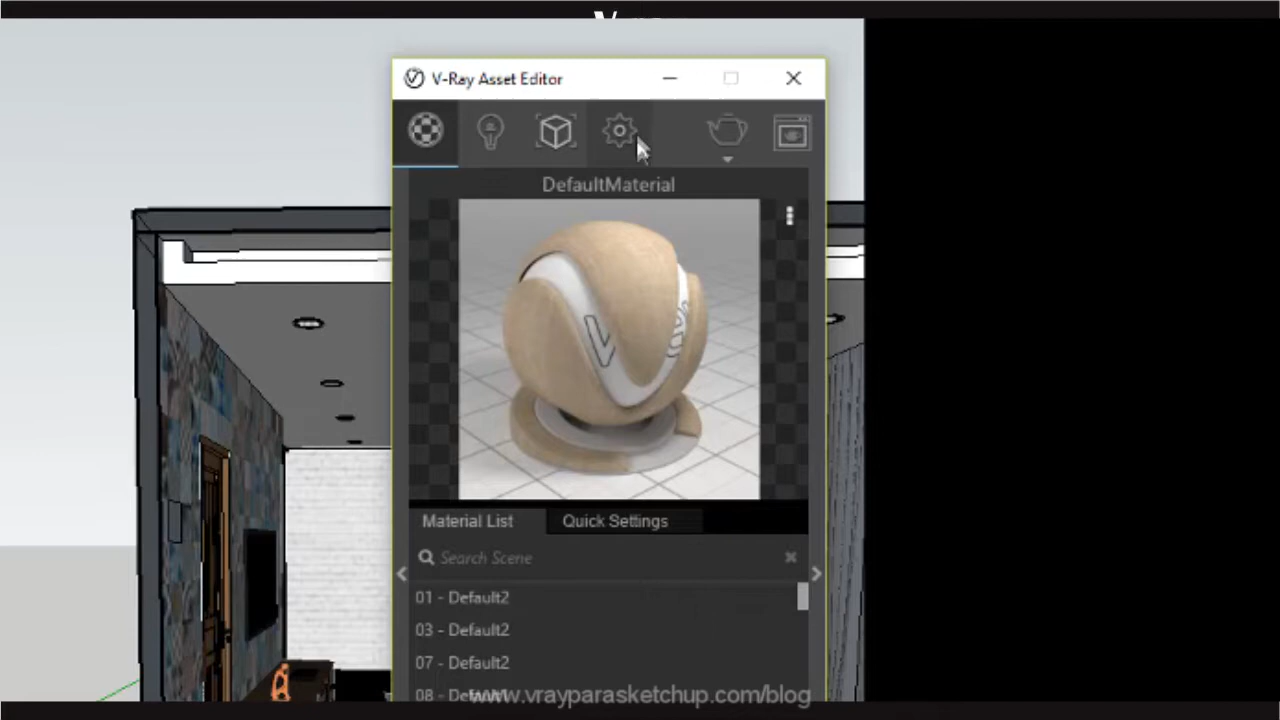 V-Ray Asset Editor
DefaultMaterial
V
Material List
Quick Settings
Search Scene
01 - Default2
03 - Default2
07 - Default2
www.vrayparasketchup.com/blog